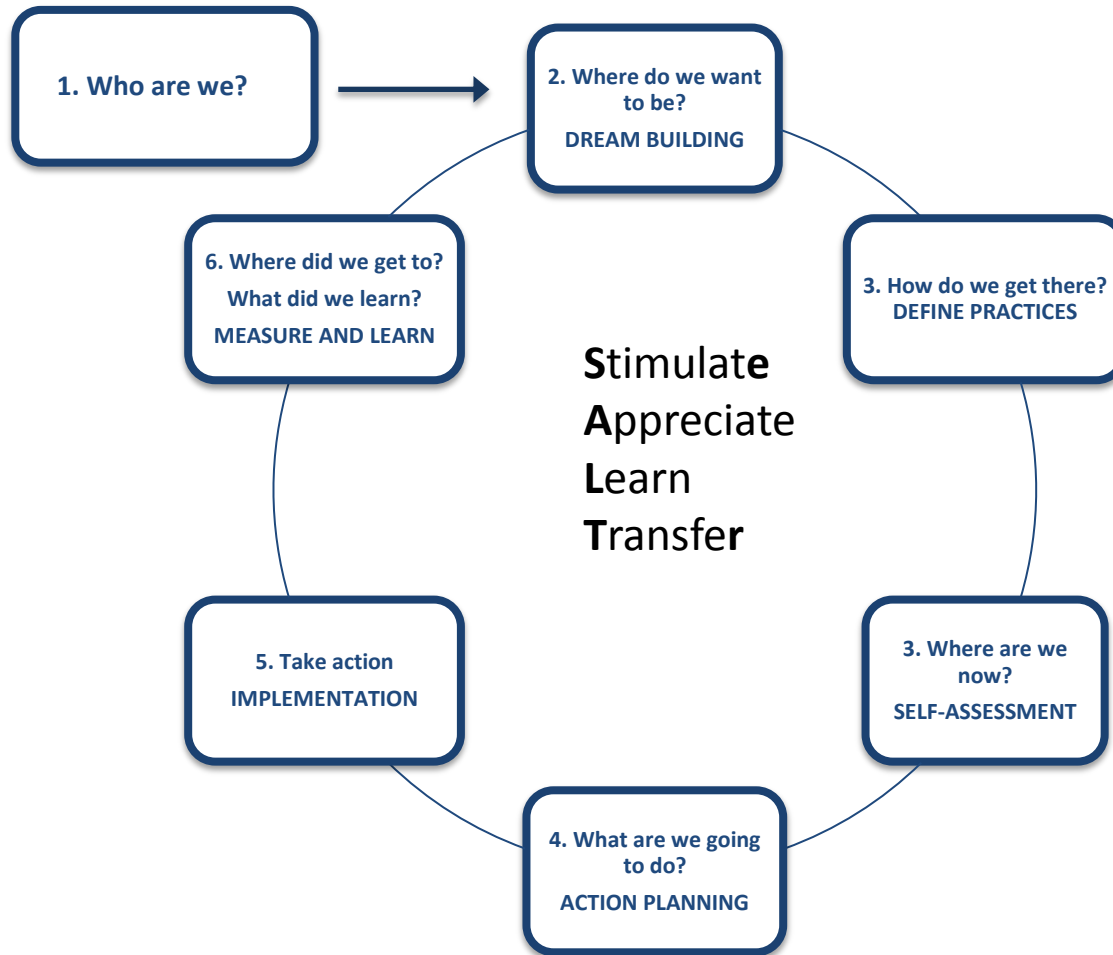 1. Who are we?
2. Where do we want
to be?
DREAM BUILDING
3. How do we get there?
DEFINE PRACTICES
3. Where are we
now?
SELF-ASSESSMENT
4. What are we going
to do?
ACTION PLANNING
5. Take action
IMPLEMENTATION
6. Where did we get to?
What did we learn?
MEASURE AND LEARN
Stimulate
Appreciate
Learn
Transfer